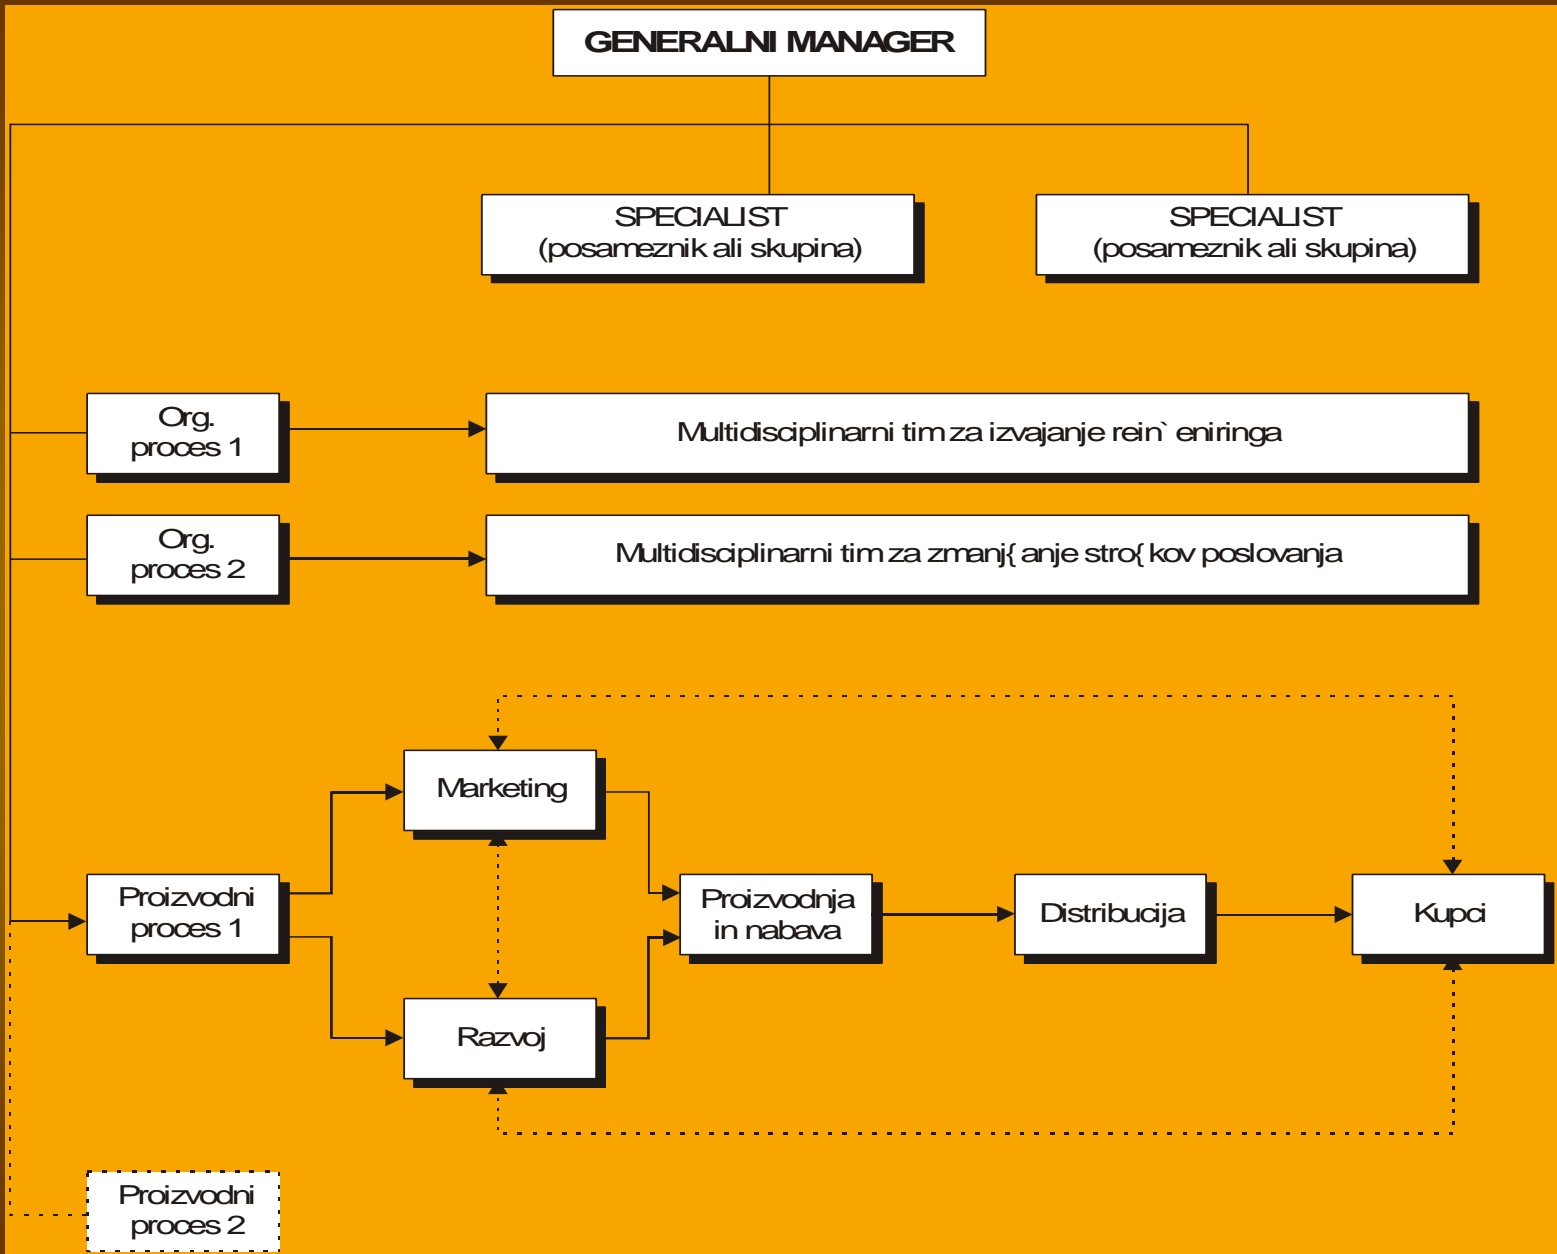 GENERALNI MANAGER
SPECIALIST
(posameznik ali skupina)
SPECIALIST
(posameznik ali skupina)
Org.
proces 1
Multidisciplinarni tim za izvajanje rein` eniringa
Org.
proces 2
Multidisciplinarni tim za zmanj{ anje stro{ kov poslovanja
Marketing
Proizvodni
proces 1
Proizvodnja
in nabava
Distribucija
Kupci
Razvoj
Proizvodni
proces 2